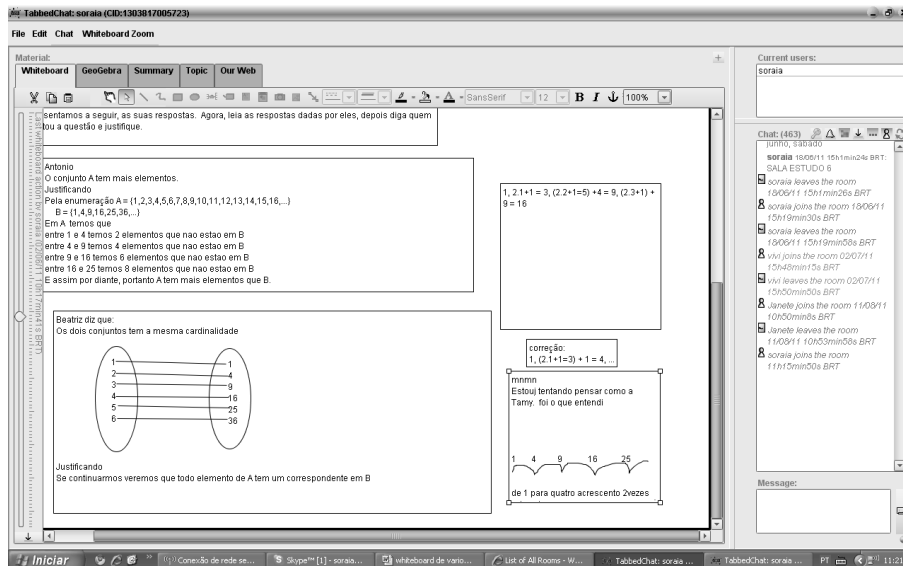 TabbedChat: soraia (CID:1303817005723)
File Edit Chat Whiteboard Zoom
Material:
Whiteboard GeoGebra Summary Topic Our Web
SansSerif 12 B I 100%
Last whiteboard action by soraia (02/06/11 10h17min41s BRT)
sentamos a seguir, as suas respostas. Agora, leia as respostas dadas por eles, depois diga quem
tou a questão e justifique.
Antonio
O conjunto A tem mais elementos.
Justificando
Pela enumeração A = {1,2,3,4,5,6,7,8,9,10,11,12,13,14,15,16,...}
B = {1,4,9,16,25,36,...}
Em A temos que
entre 1 e 4 temos 2 elementos que nao estao em B
entre 4 e 9 temos 4 elementos que nao estao em B
entre 9 e 16 temos 6 elementos que nao estao em B
entre 16 e 25 temos 8 elementos que nao estao em B
E assim por diante, portanto A tem mais elementos que B.
Beatriz diz que:
Os dois conjuntos tem a mesma cardinalidade
1 1
2 4
3 9
4 16
5 25
6 36
Justificando
Se continuarmos veremos que todo elemento de A tem um correspondente em B
1, 2.1+1 = 3, (2.2+1=5) +4 = 9, (2.3+1) +
9 = 16
correção:
1, (2.1+1=3) + 1 = 4, ...
mnmn
Estouj tentando pensar como a
Tamy. foi o que entendi
1 4 9 16 25
de 1 para quatro acrescento 2vezes
Current users:
soraia
Chat: (463)
junho, sabado
soraia 18/06/11 15h1min24s BRT:
SALA ESTUDO 6
soraia leaves the room
18/06/11 15h1min26s BRT
soraia joins the room 18/06/11
15h19min30s BRT
soraia leaves the room
18/06/11 15h19min58s BRT
vivi joins the room 02/07/11
15h48min15s BRT
vivi leaves the room 02/07/11
15h50min50s BRT
Janete joins the room 11/08/11
10h50min8s BRT
Janete leaves the room
11/08/11 10h53min58s BRT
soraia joins the room
11h15min50s BRT
Message:
Iniciar Conexão de rede se... Skype™ [1] - soraia... whiteboard de vario... List of All Rooms - W... TabbedChat: soraia ... TabbedChat: soraia ... PT 11:21